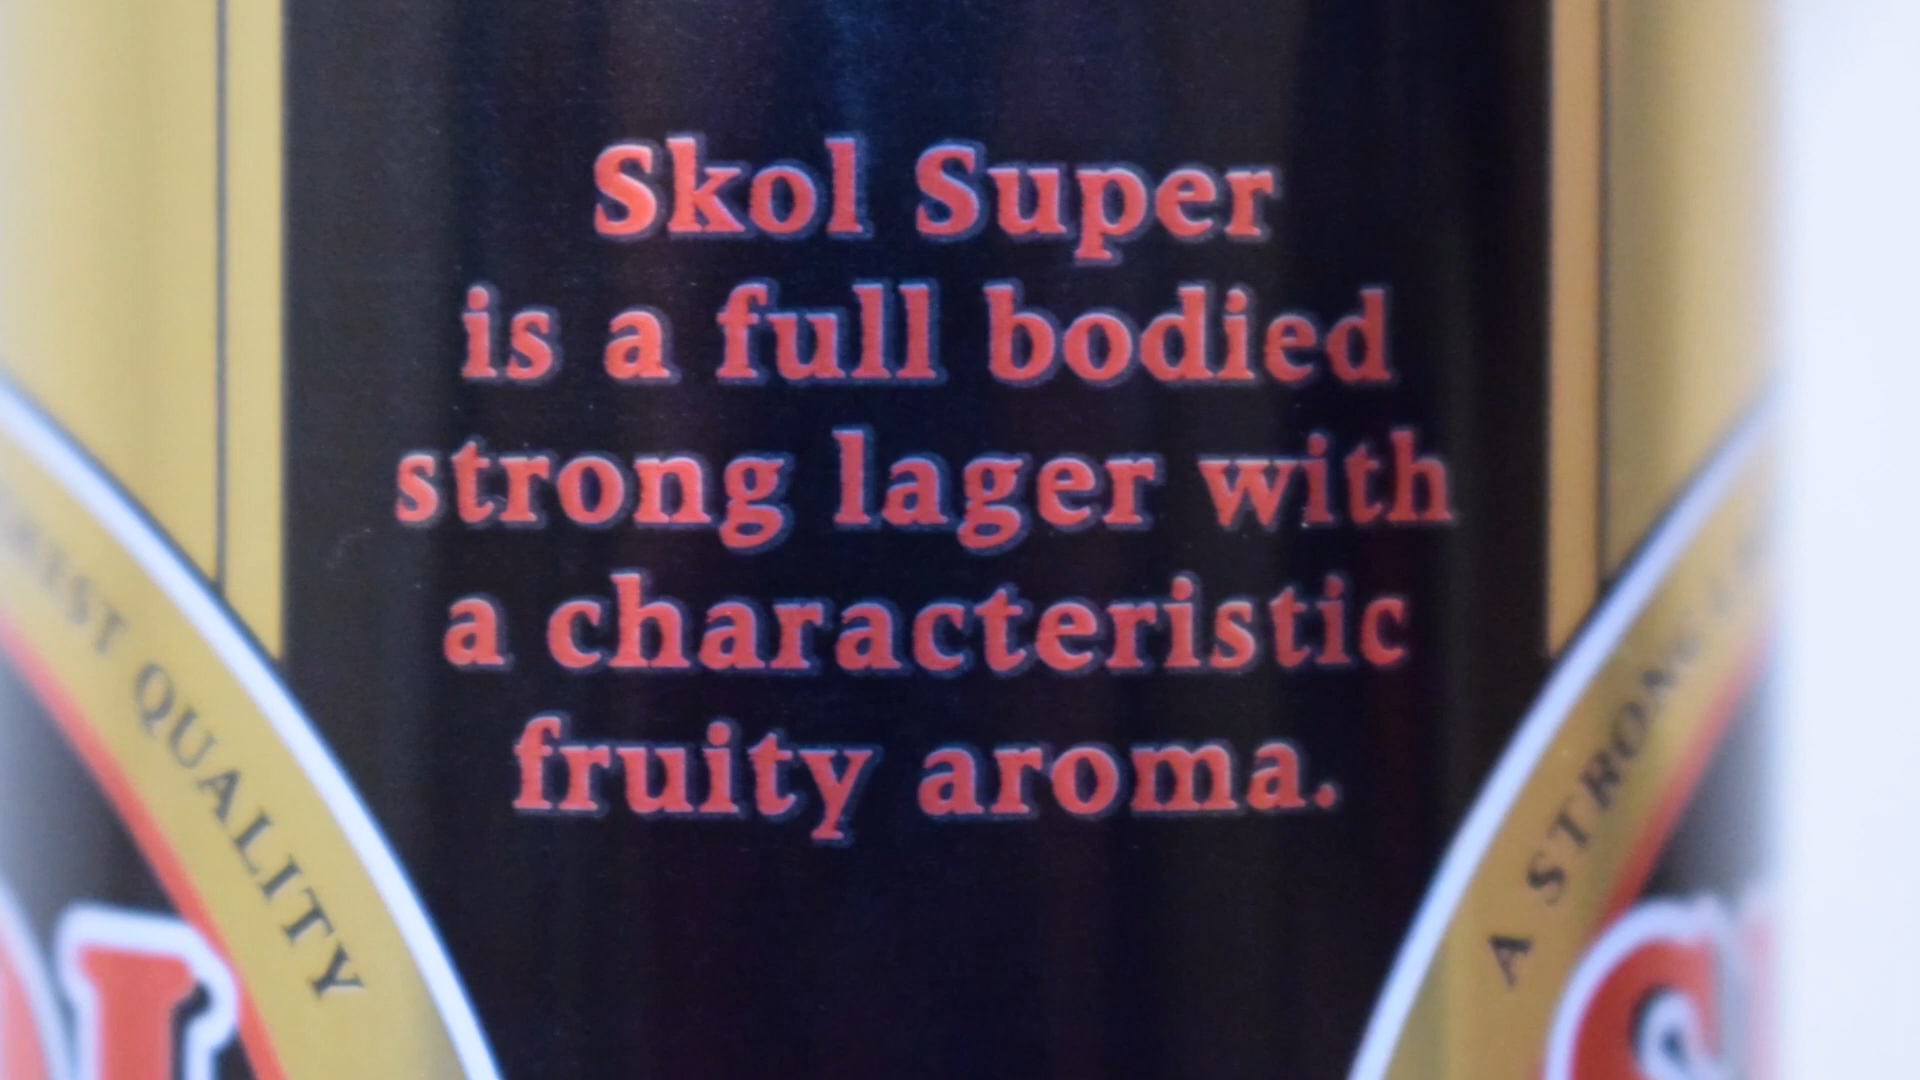 Skol Super
is a full bodied
strong lager with
a characteristic
fruity aroma.
QUALITY
A STRONG